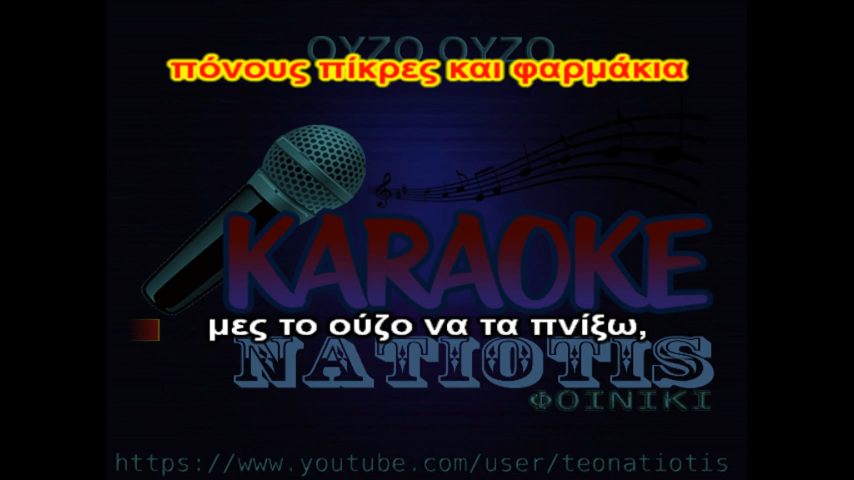 ΟΥΖΟ ΟΥΖΟ
πόνους πίκρες και φαρμάκια
KARAOKE
μες το ούζο να τα πνίξω,
NATIOTIS
ΦΟΙΝΙΚΙ
https://www.youtube.com/user/teonatiotis